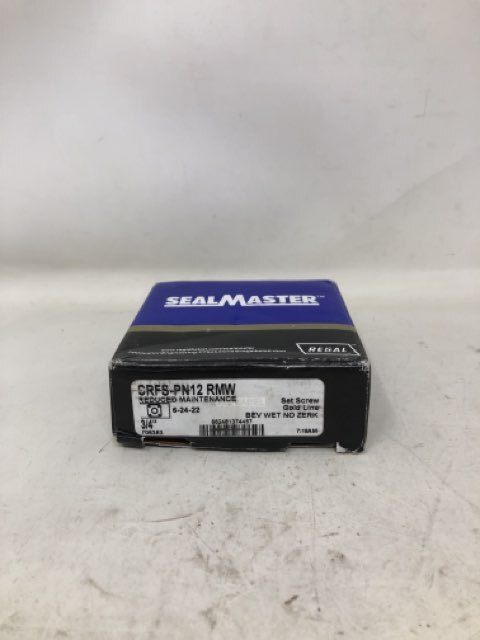 SEALMASTER™
REGAL
CRFS-PN12 RMW
REDUCED MAINTENANCE
Set Screw
Gold Line
BEV WET NO ZERK
6-24-22
3/4"